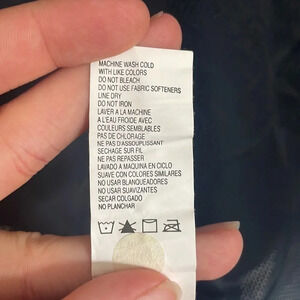 MACHINE WASH COLD
WITH LIKE COLORS
DO NOT BLEACH
DO NOT USE FABRIC SOFTENERS
LINE DRY
DO NOT IRON
LAVER A LA MACHINE
A L'EAU FROIDE AVEC
COULEURS SEMBLABLES
PAS DE CHLORAGE
NE PAS D'ASSOUPLISSANT
SECHAGE SUR FIL
NE PAS REPASSER
LAVADO A MAQUINA EN CICLO
SUAVE CON COLORES SIMILARES
NO USAR BLANQUEADORES
NO USAR SUAVIZANTES
SECAR COLGADO
NO PLANCHAR